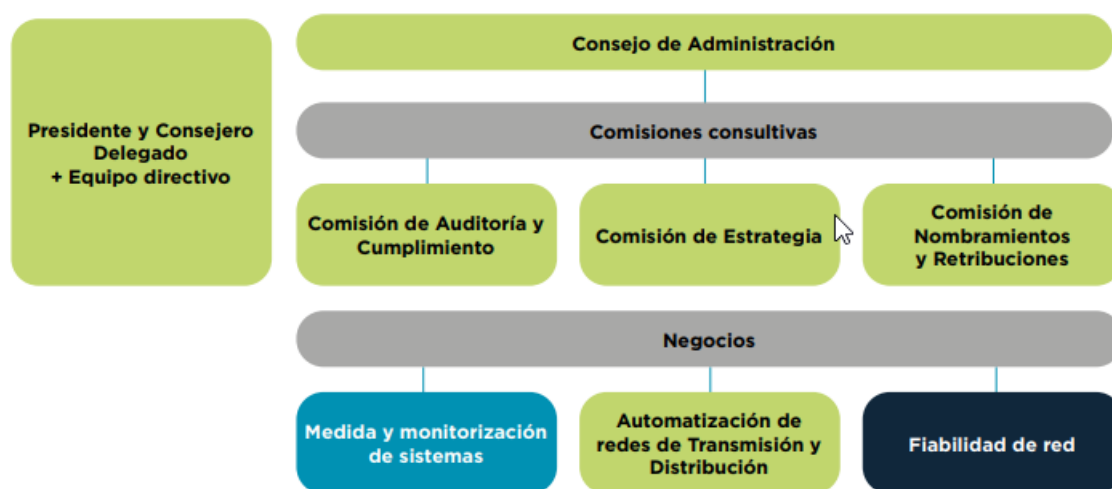 Presidente y Consejero
Delegado
+ Equipo directivo
Consejo de Administración
Comisiones consultivas
Comisión de Auditoría y
Cumplimiento
Comisión de Estrategia
Comisión de
Nombramientos
y Retribuciones
Negocios
Medida y monitorización
de sistemas
Automatización de
redes de Transmisión y
Distribución
Fiabilidad de red